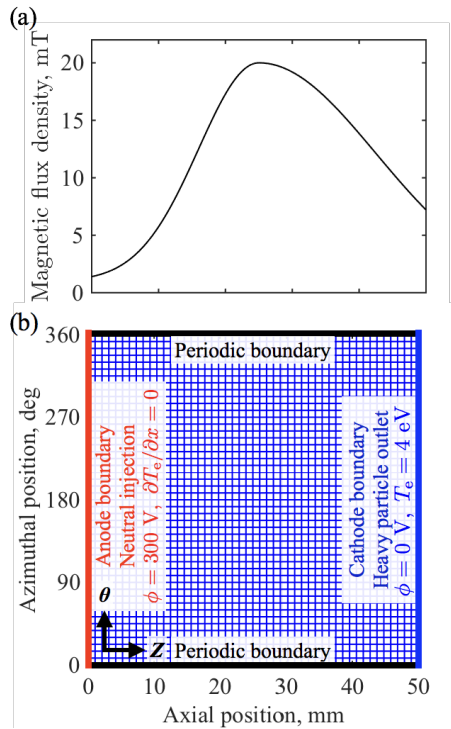 (a)
Magnetic flux density, mT
20
15
10
5
0
(b)
Azimuthal position, deg
360
270
180
90
0
Periodic boundary
Anode boundary
Neutral injection
ϕ = 300 V, ∂Tₑ/∂x = 0
Cathode boundary
Heavy particle outlet
ϕ = 0 V, Tₑ = 4 eV
θ
Z
Periodic boundary
0 10 20 30 40 50
Axial position, mm